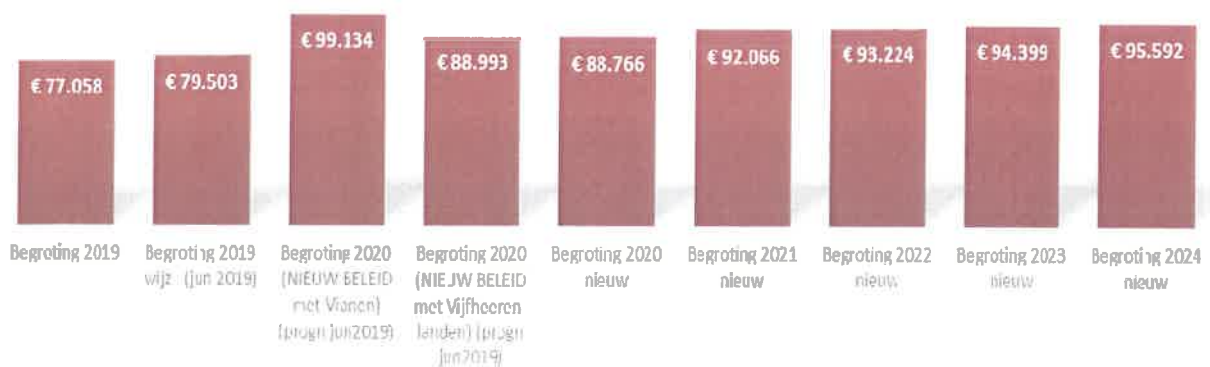 € 77.058
€ 79.503
€ 99.134
€ 88.993
€ 88.766
€ 92.066
€ 93.224
€ 94.399
€ 95.592
Begroting 2019
Begroting 2019
wijz (jun 2019)
Begroting 2020
(NIEUW BELEID
met Vianen)
(progn jun2019)
Begroting 2020
(NIEUW BELEID
met Vijfheeren
landen) (progn
jun2019)
Begroting 2020
nieuw
Begroting 2021
nieuw
Begroting 2022
nieuw
Begroting 2023
nieuw
Begroting 2024
nieuw